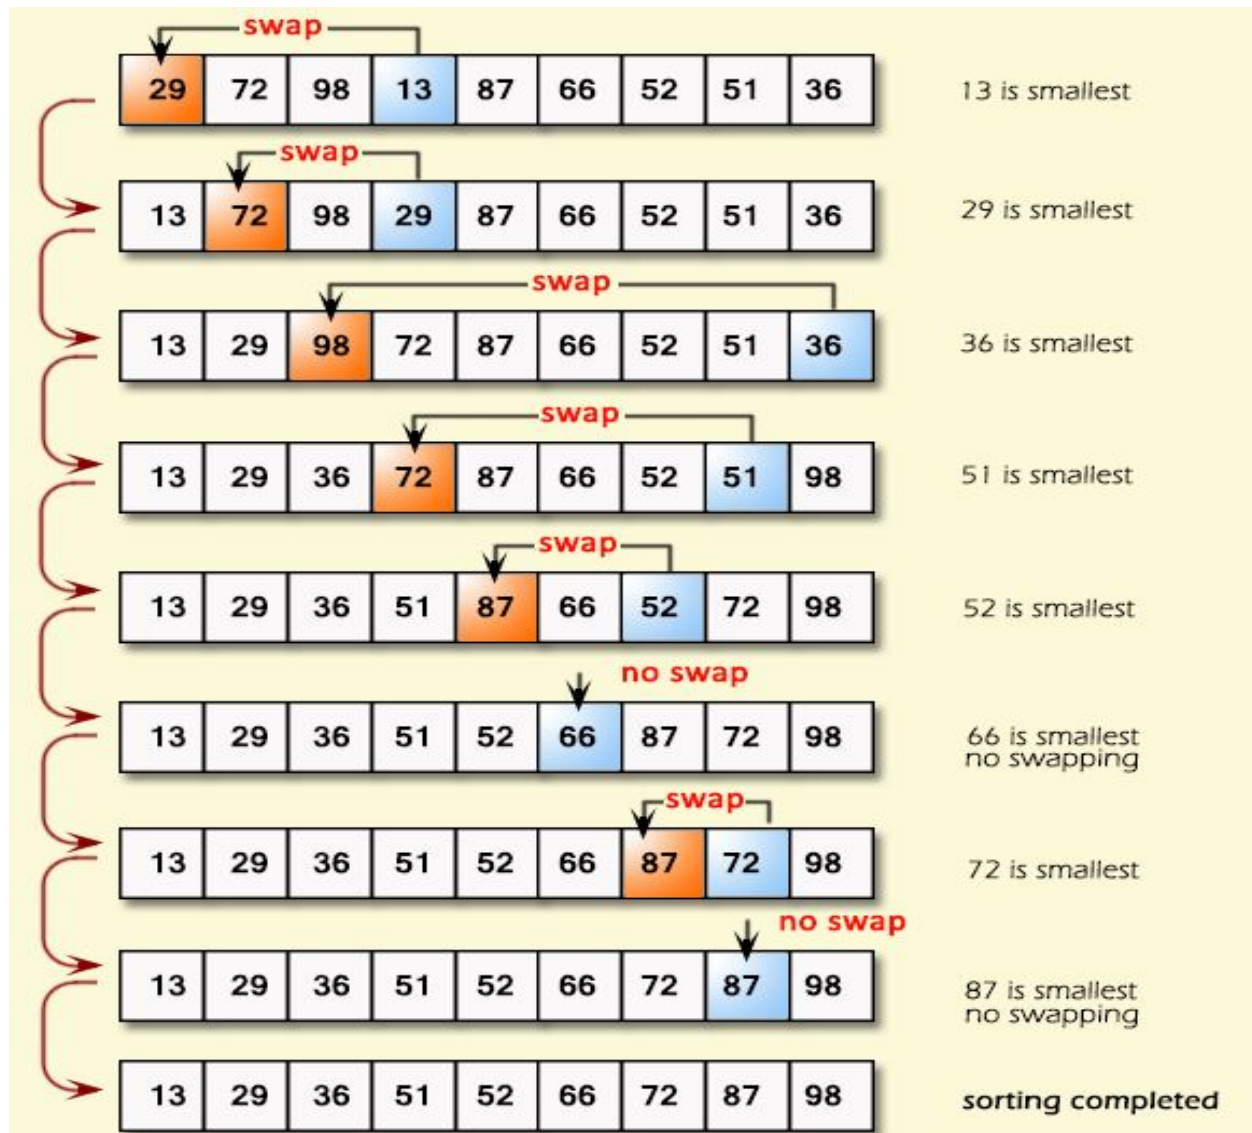 swap
29 72 98 13 87 66 52 51 36 13 is smallest
swap
13 72 98 29 87 66 52 51 36 29 is smallest
swap
13 29 98 72 87 66 52 51 36 36 is smallest
swap
13 29 36 72 87 66 52 51 98 51 is smallest
swap
13 29 36 51 87 66 52 72 98 52 is smallest
no swap
13 29 36 51 52 66 87 72 98 66 is smallest
no swapping
swap
13 29 36 51 52 66 87 72 98 72 is smallest
no swap
13 29 36 51 52 66 72 87 98 87 is smallest
no swapping
13 29 36 51 52 66 72 87 98 sorting completed